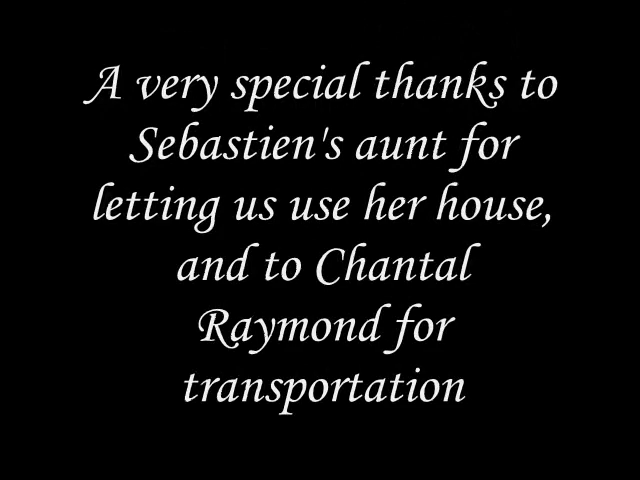 A very special thanks to
Sebastien's aunt for
letting us use her house,
and to Chantal
Raymond for
transportation